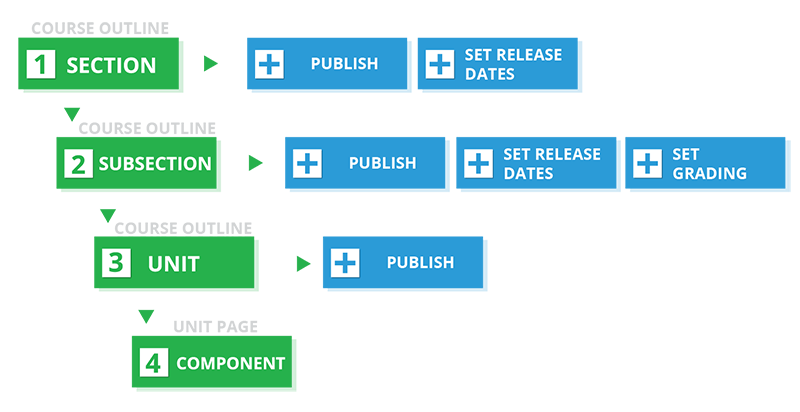 COURSE OUTLINE
1 SECTION
PUBLISH
SET RELEASE
DATES
COURSE OUTLINE
2 SUBSECTION
PUBLISH
SET RELEASE
DATES
SET
GRADING
COURSE OUTLINE
3 UNIT
PUBLISH
UNIT PAGE
4 COMPONENT